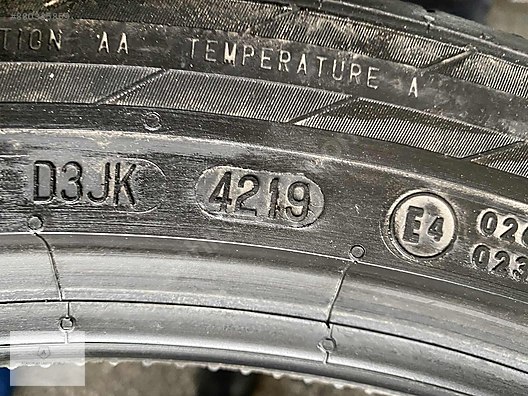 TION AA TEMPERATURE A
D3JK 4219 E4 02
023